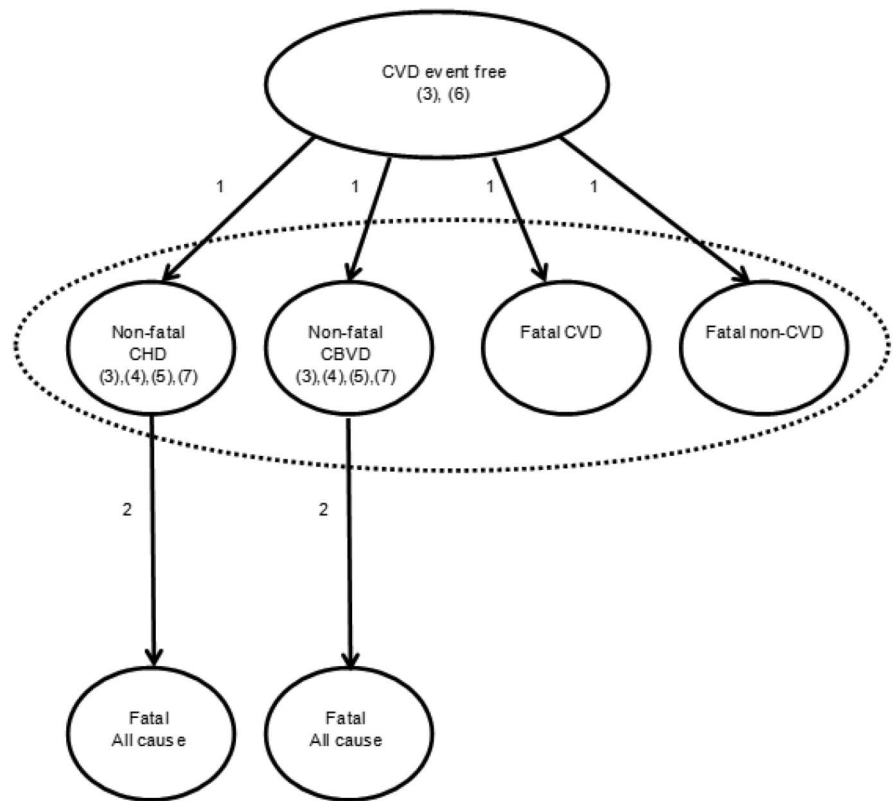 CVD event free
(3), (6)
1
1
1
1
Non-fatal
CHD
(3),(4),(5),(7)
Non-fatal
CBVD
(3),(4),(5),(7)
Fatal CVD
Fatal non-CVD
2
2
Fatal
All cause
Fatal
All cause